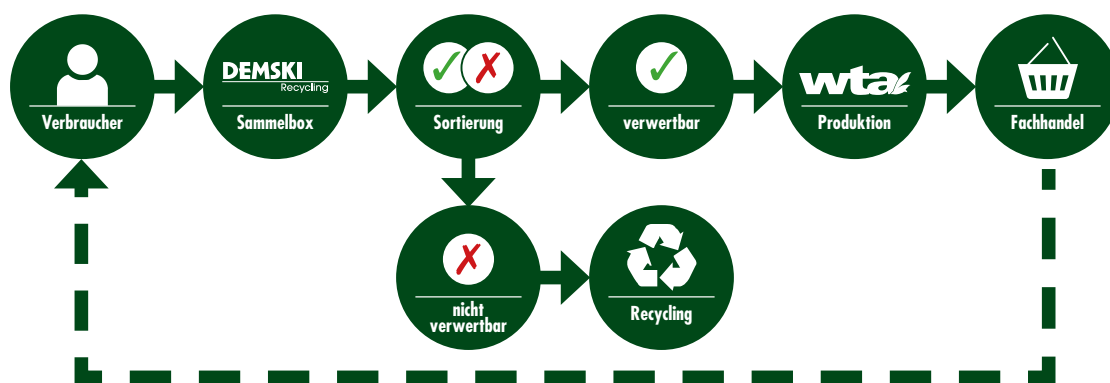 Verbraucher
DEMSKI
Recycling
Sammelbox
Sortierung
verwertbar
wta
Produktion
Fachhandel
nicht
verwertbar
Recycling